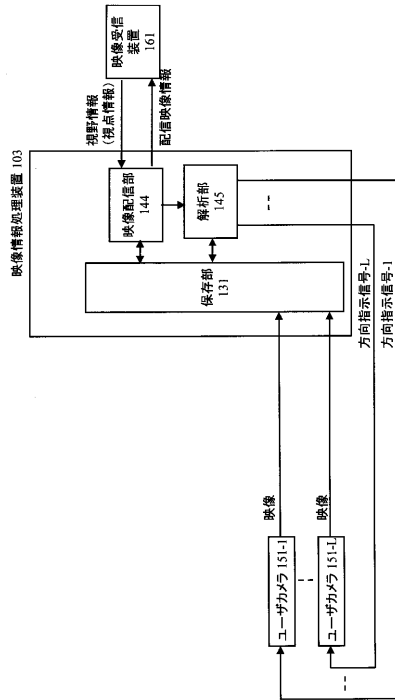 映像情報処理装置 103
視野情報
(視点情報)
映像受信
装置
161
配信映像情報
映像配信部
144
解析部
145
保存部
131
映像
ユーザカメラ 151-1
映像
ユーザカメラ 151-L
方向指示信号-L
方向指示信号-1